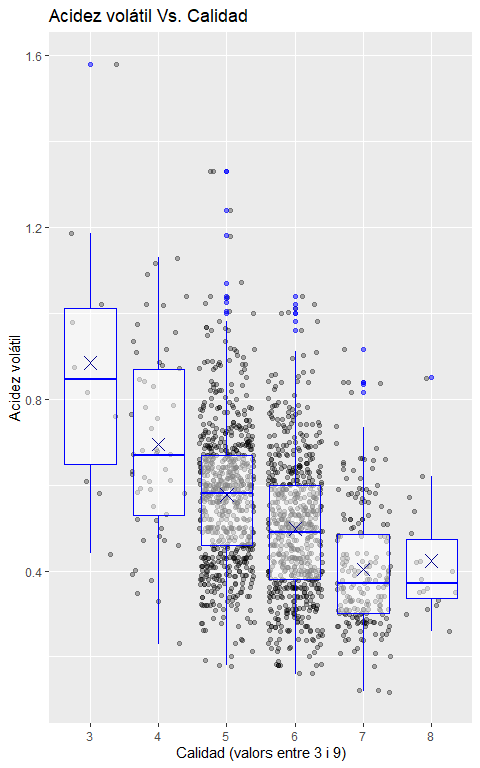 Acidez volátil Vs. Calidad
Acidez volátil
1.6
1.2
0.8
0.4
3 4 5 6 7 8
Calidad (valors entre 3 i 9)